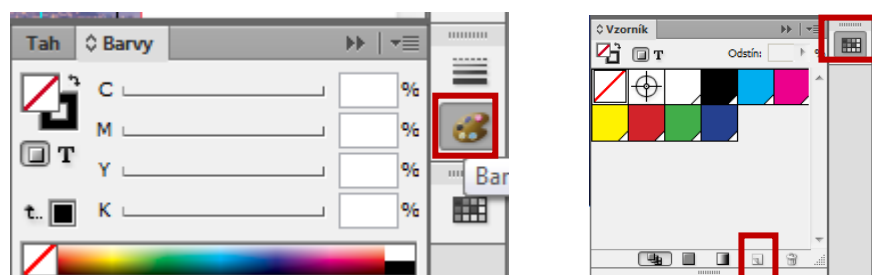 Tah
Barvy
C %
M %
T
Y %
t..
K %
Bar
Vzorník
T
Odstín:
%